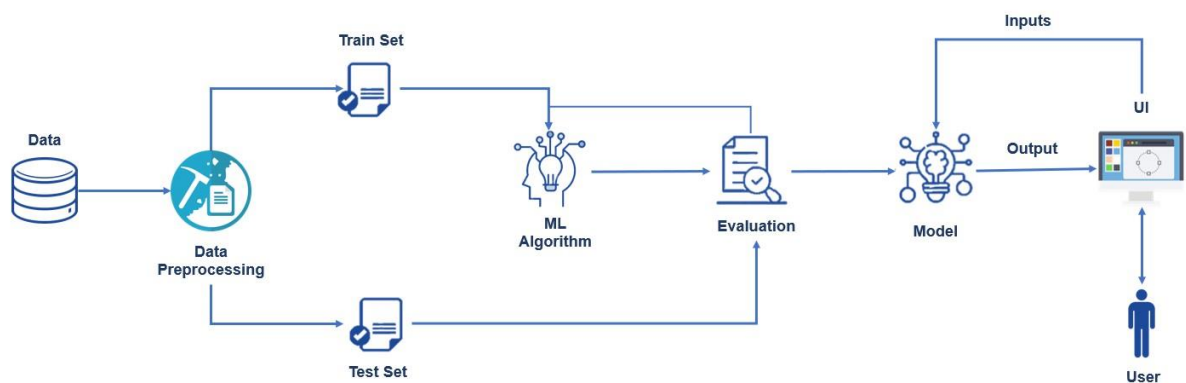 Inputs
Train Set
UI
Data
Output
ML
Algorithm
Evaluation
Model
Data
Preprocessing
Test Set
User